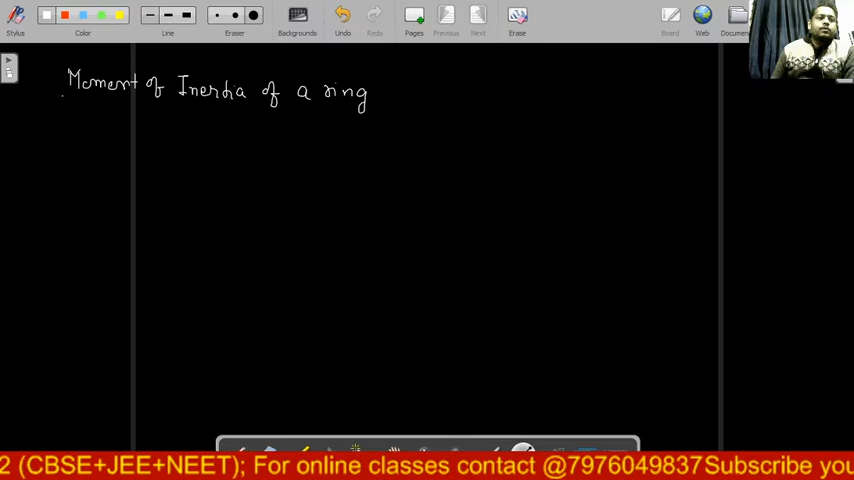 Stylus
Color
Line
Eraser
Backgrounds
Undo
Redo
Pages
Previous
Next
Erase
Board
Web
Documen
Moment of Inertia of a ring
2 (CBSE+JEE+NEET); For online classes contact @7976049837Subscribe you